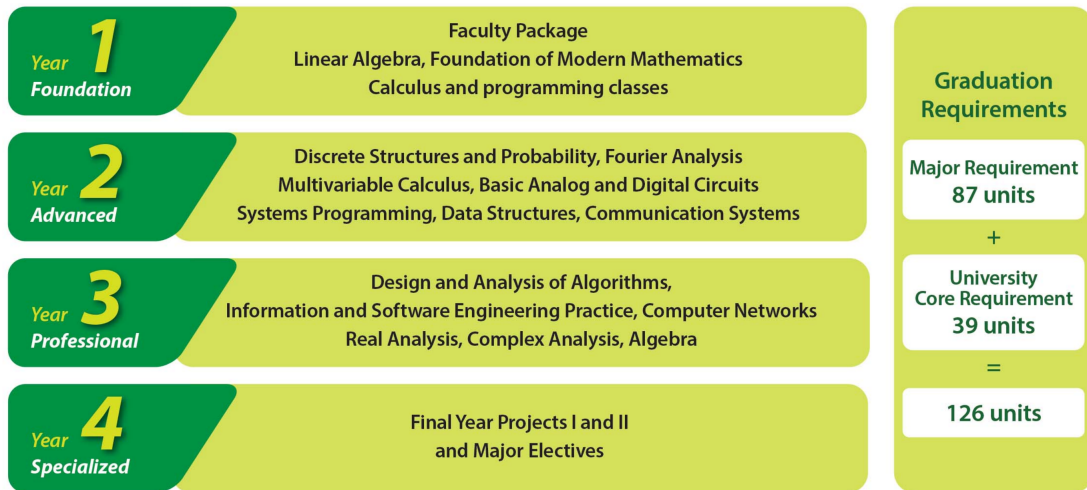 Year 1
Foundation
Faculty Package
Linear Algebra, Foundation of Modern Mathematics
Calculus and programming classes
Year 2
Advanced
Discrete Structures and Probability, Fourier Analysis
Multivariable Calculus, Basic Analog and Digital Circuits
Systems Programming, Data Structures, Communication Systems
Year 3
Professional
Design and Analysis of Algorithms,
Information and Software Engineering Practice, Computer Networks
Real Analysis, Complex Analysis, Algebra
Year 4
Specialized
Final Year Projects I and II
and Major Electives
Graduation
Requirements
Major Requirement
87 units
+
University
Core Requirement
39 units
=
126 units